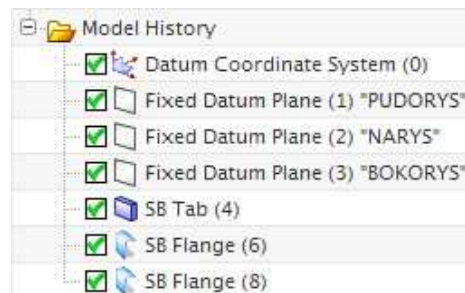 Model History
Datum Coordinate System (0)
Fixed Datum Plane (1) "PUDORYS"
Fixed Datum Plane (2) "NARYS"
Fixed Datum Plane (3) "BOKORYS"
SB Tab (4)
SB Flange (6)
SB Flange (8)